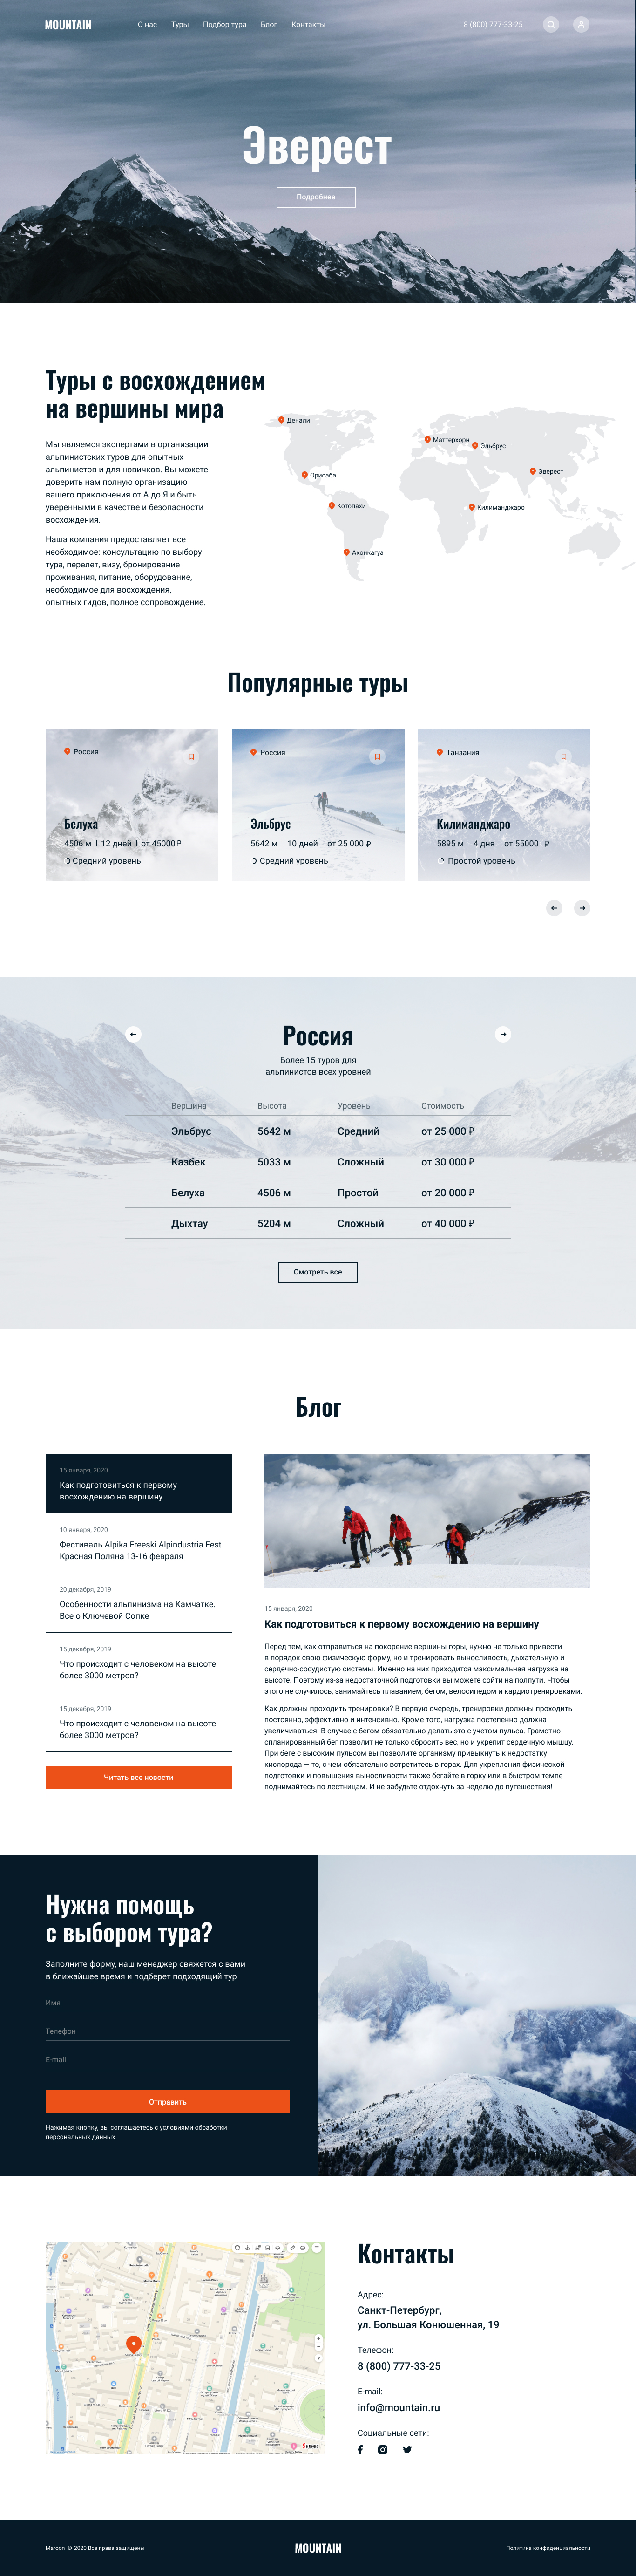 MOUNTAIN
О нас
Туры
Подбор тура
Блог
Контакты
8 (800) 777-33-25
Эверест
Подробнее
Туры с восхождением
на вершины мира
Мы являемся экспертами в организации
альпинистских туров для опытных
альпинистов и для новичков. Вы можете
доверить нам полную организацию
вашего приключения от А до Я и быть
уверенными в качестве и безопасности
восхождения.
Наша компания предоставляет все
необходимое: консультацию по выбору
тура, перелет, визу, бронирование
проживания, питание, оборудование,
необходимое для восхождения,
опытных гидов, полное сопровождение.
Денали
Маттерхорн
Эльбрус
Эверест
Орисаба
Котопахи
Килиманджаро
Аконкагуа
Популярные туры
Россия
Белуха
4506 м | 12 дней | от 45000 ₽
Средний уровень
Россия
Эльбрус
5642 м | 10 дней | от 25 000 ₽
Средний уровень
Танзания
Килиманджаро
5895 м | 4 дня | от 55000 ₽
Простой уровень
Россия
Более 15 туров для
альпинистов всех уровней
Вершина Высота Уровень Стоимость
Эльбрус 5642 м Средний от 25 000 ₽
Казбек 5033 м Сложный от 30 000 ₽
Белуха 4506 м Простой от 20 000 ₽
Дыхтау 5204 м Сложный от 40 000 ₽
Смотреть все
Блог
15 января, 2020
Как подготовиться к первому
восхождению на вершину
10 января, 2020
Фестиваль Alpika Freeski Alpindustria Fest
Красная Поляна 13-16 февраля
20 декабря, 2019
Особенности альпинизма на Камчатке.
Все о Ключевой Сопке
15 декабря, 2019
Что происходит с человеком на высоте
более 3000 метров?
15 декабря, 2019
Что происходит с человеком на высоте
более 3000 метров?
Читать все новости
15 января, 2020
Как подготовиться к первому восхождению на вершину
Перед тем, как отправиться на покорение вершины горы, нужно не только привести
в порядок свою физическую форму, но и тренировать выносливость, дыхательную и
сердечно-сосудистую системы. Именно на них приходится максимальная нагрузка на
высоте. Поэтому из-за недостаточной подготовки вы можете сойти на полпути. Чтобы
этого не случилось, занимайтесь плаванием, бегом, велосипедом и кардиотренировками.
Как должны проходить тренировки? В первую очередь, тренировки должны проходить
постоянно, эффективно и интенсивно. Кроме того, нагрузка постепенно должна
увеличиваться. В случае с бегом обязательно делать это с учетом пульса. Грамотно
спланированный бег позволит не только сбросить вес, но и укрепит сердечную мышцу.
При беге с высоким пульсом вы позволите организму привыкнуть к недостатку
кислорода — то, с чем обязательно встретитесь в горах. Для укрепления физической
подготовки и повышения выносливости также бегайте в горку или в быстром темпе
поднимайтесь по лестницам. И не забудьте отдохнуть за неделю до путешествия!
Нужна помощь
с выбором тура?
Заполните форму, наш менеджер свяжется с вами
в ближайшее время и подберет подходящий тур
Имя
Телефон
E-mail
Отправить
Нажимая кнопку, вы соглашаетесь с условиями обработки
персональных данных
Яндекс
Контакты
Адрес:
Санкт-Петербург,
ул. Большая Конюшенная, 19
Телефон:
8 (800) 777-33-25
E-mail:
info@mountain.ru
Социальные сети:
Maroon © 2020 Все права защищены
MOUNTAIN
Политика конфиденциальности